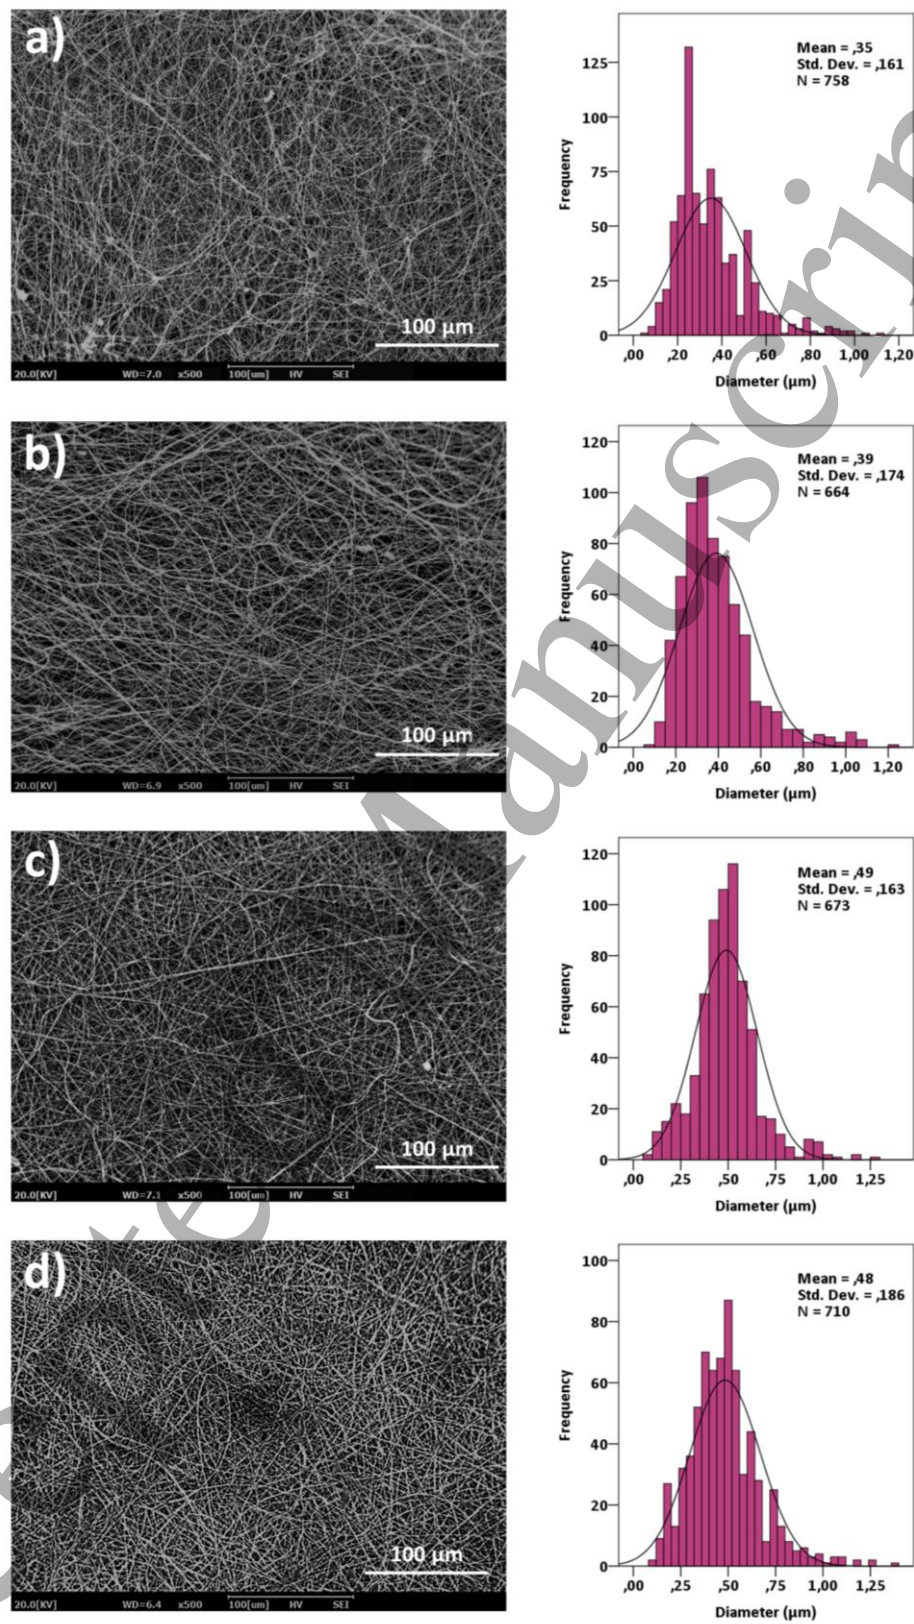 a)
100 µm
20.0[KV] WD=7.0 x500 100[um] HV SEI
Mean = ,35
Std. Dev. = ,161
N = 758
Frequency
125
100
75
50
25
0
,00 ,20 ,40 ,60 ,80 1,00 1,20
Diameter (µm)
b)
100 µm
20.0[KV] WD=6.9 x500 100[um] HV SEI
Mean = ,39
Std. Dev. = ,174
N = 664
Frequency
120
100
80
60
40
20
0
,00 ,20 ,40 ,60 ,80 1,00 1,20
Diameter (µm)
c)
100 µm
20.0[KV] WD=7.1 x500 100[um] HV SEI
Mean = ,49
Std. Dev. = ,163
N = 673
Frequency
120
100
80
60
40
20
0
,00 ,25 ,50 ,75 1,00 1,25
Diameter (µm)
d)
100 µm
20.0[KV] WD=6.4 x500 100[um] HV SEI
Mean = ,48
Std. Dev. = ,186
N = 710
Frequency
100
80
60
40
20
0
,00 ,25 ,50 ,75 1,00 1,25
Diameter (µm)
Manuscrip